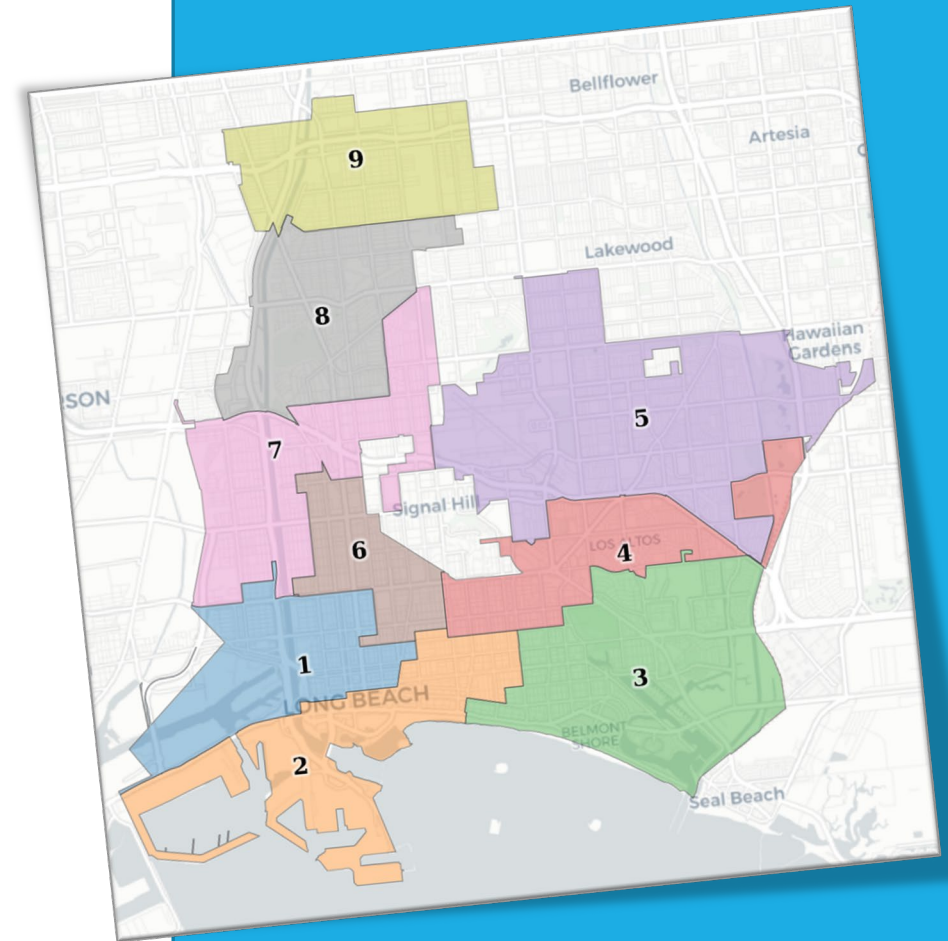 Bellflower
Artesia
C
9
Lakewood
8
Hawaiian
Gardens
RSON
5
7
Signal Hill
LOS ALTOS
6
4
1
3
LONG BEACH
BELMONT
SHORE
2
Seal Beach